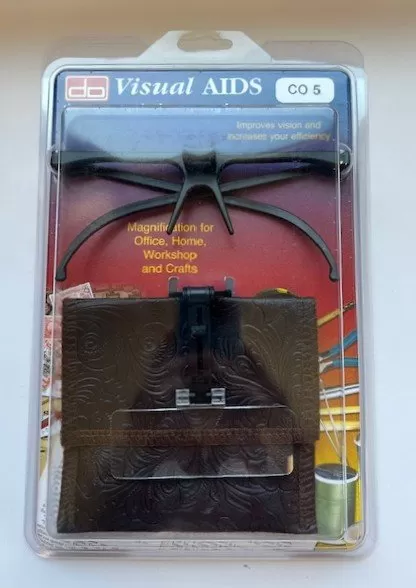 do Visual AIDS CO 5
Improves vision and
increases your efficiency
Magnification for
Office, Home,
Workshop
and Crafts